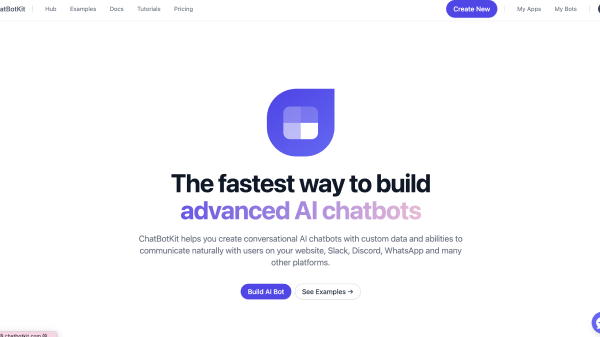 atBotKit
Hub Examples Docs Tutorials Pricing
Create New
My Apps My Bots
The fastest way to build
advanced AI chatbots
ChatBotKit helps you create conversational AI chatbots with custom data and abilities to
communicate naturally with users on your website, Slack, Discord, WhatsApp and many
other platforms.
Build AI Bot See Examples →
chatbotkit.com